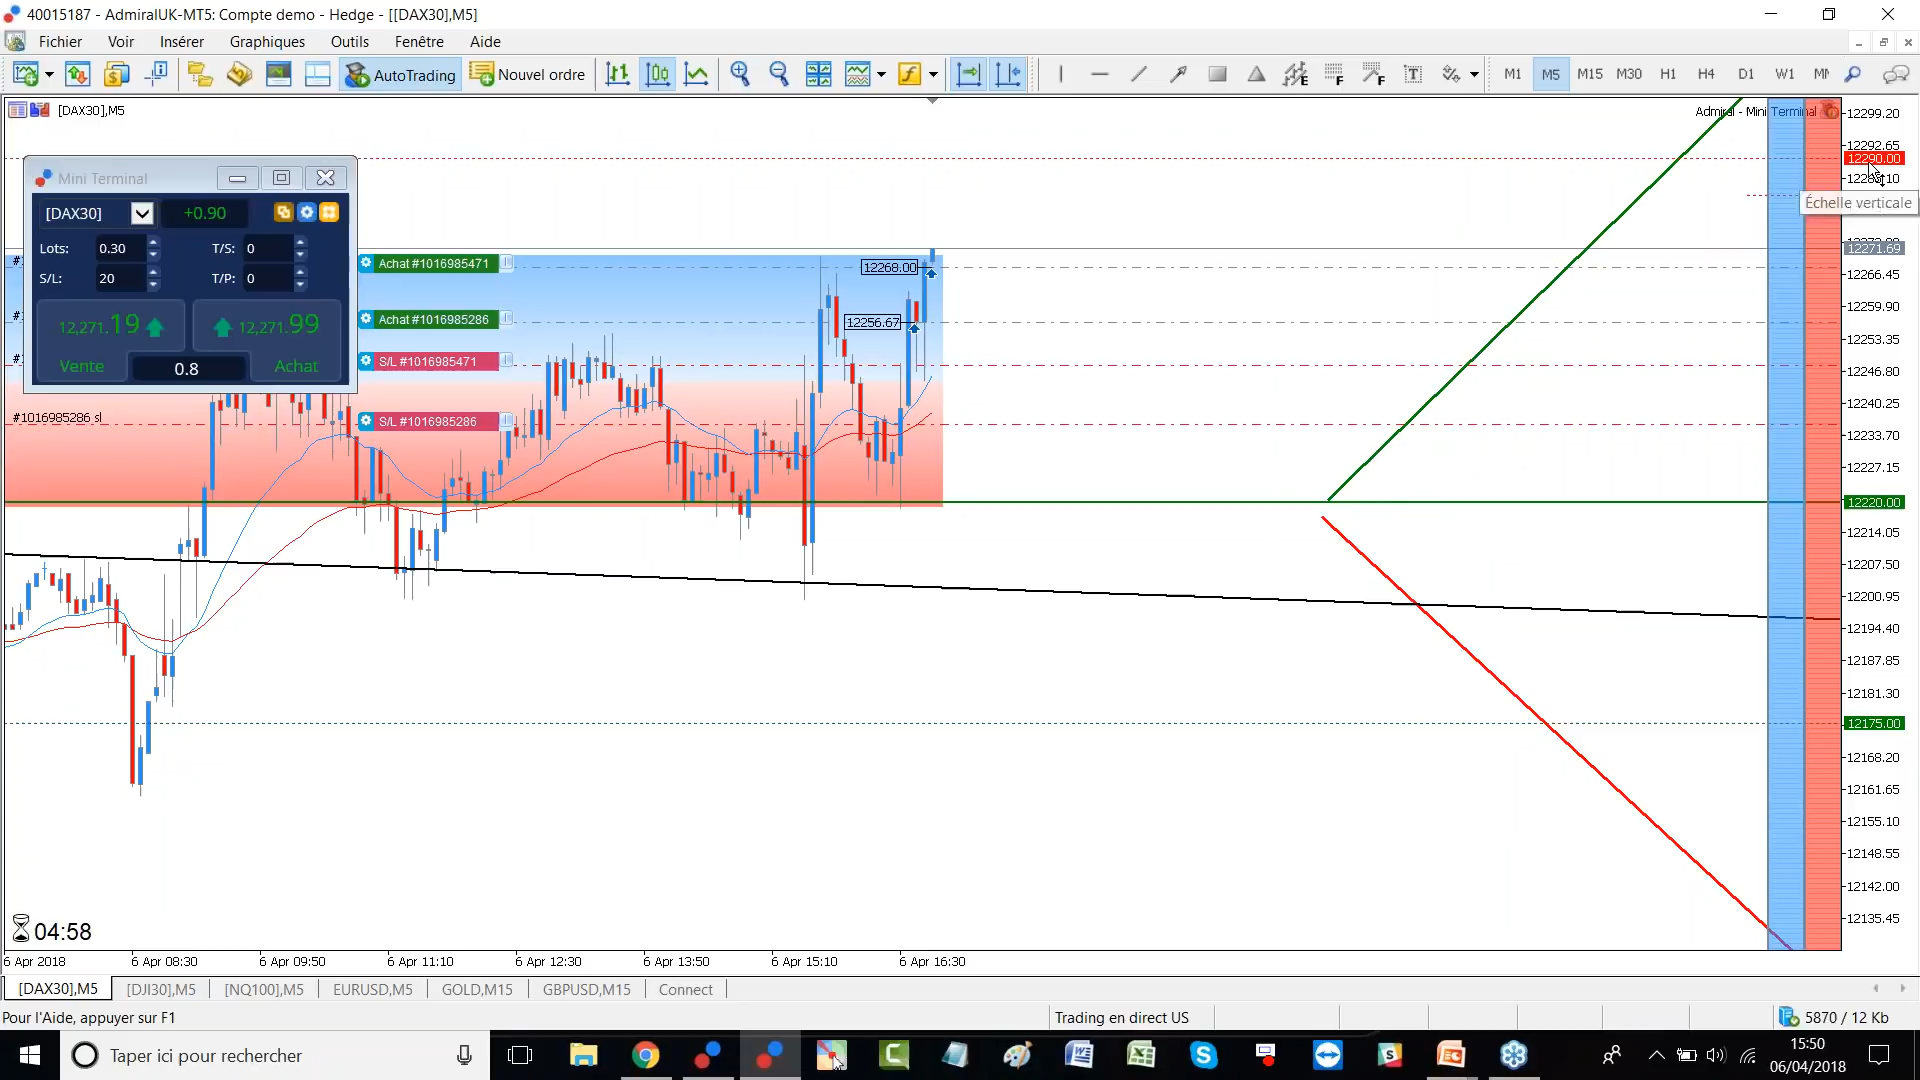 40015187 - AdmiralUK-MT5: Compte demo - Hedge - [[DAX30],M5]
Fichier Voir Insérer Graphiques Outils Fenêtre Aide
AutoTrading Nouvel ordre M1 M5 M15 M30 H1 H4 D1 W1
[DAX30],M5
Admiral - Mini Terminal
12299.20
12292.65
12290.00
Échelle verticale
12271.69
12266.45
12259.90
12253.35
12246.80
12240.25
12233.70
12227.15
12220.00
12214.05
12207.50
12200.95
12194.40
12187.85
12181.30
12175.00
12168.20
12161.65
12155.10
12148.55
12142.00
12135.45
Mini Terminal
[DAX30] +0.90
Lots: 0.30 T/S: 0
S/L: 20 T/P: 0
12,271.19 12,271.99
Vente 0.8 Achat
Achat #1016985471
Achat #1016985286
S/L #1016985471
S/L #1016985286
#1016985286 sl
12268.00
12256.67
04:58
6 Apr 2018 6 Apr 08:30 6 Apr 09:50 6 Apr 11:10 6 Apr 12:30 6 Apr 13:50 6 Apr 15:10 6 Apr 16:30
[DAX30],M5 [DJI30],M5 [NQ100],M5 EURUSD,M5 GOLD,M15 GBPUSD,M15 Connect
Pour l'Aide, appuyer sur F1
Trading en direct US
5870 / 12 Kb
Taper ici pour rechercher
15:50
06/04/2018